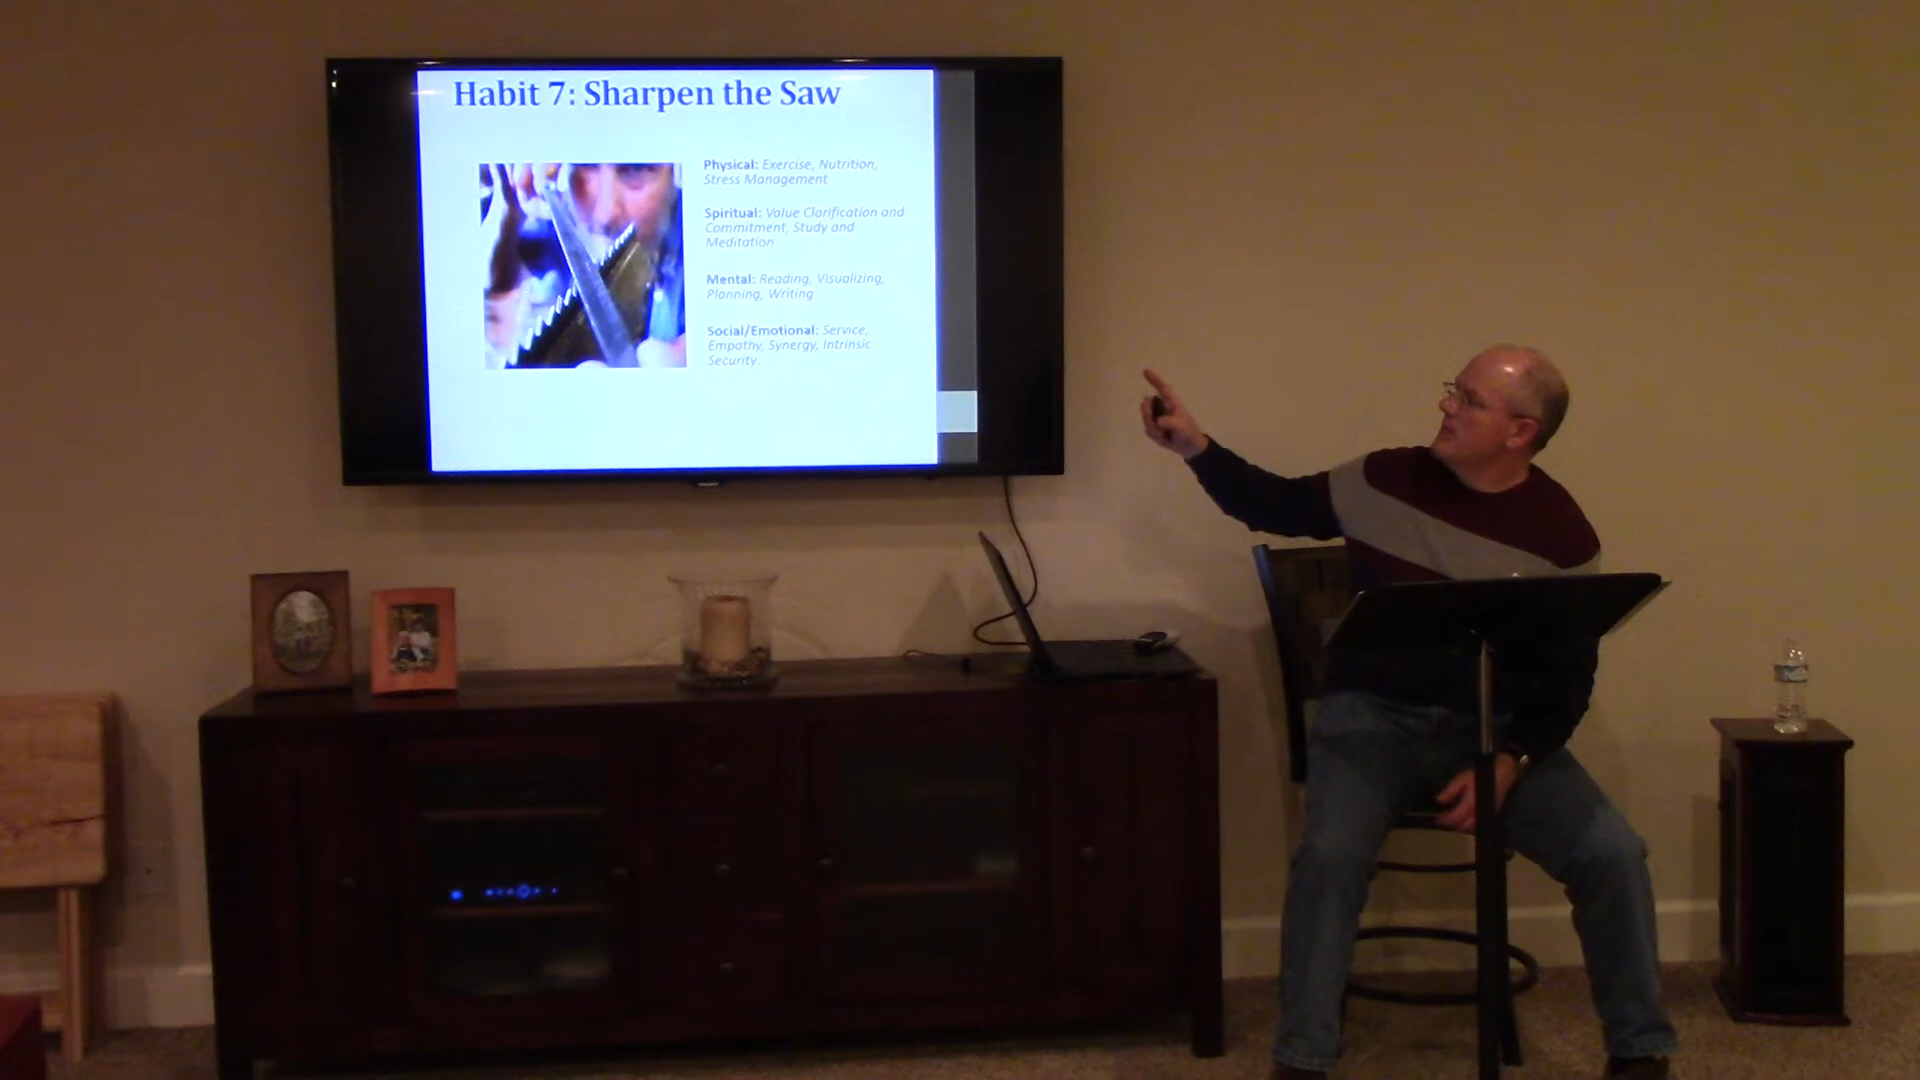 Habit 7: Sharpen the Saw
Physical: Exercise, Nutrition,
Stress Management
Spiritual: Value Clarification and
Commitment, Study and
Meditation
Mental: Reading, Visualizing,
Planning, Writing
Social/Emotional: Service,
Empathy, Synergy, Intrinsic
Security.